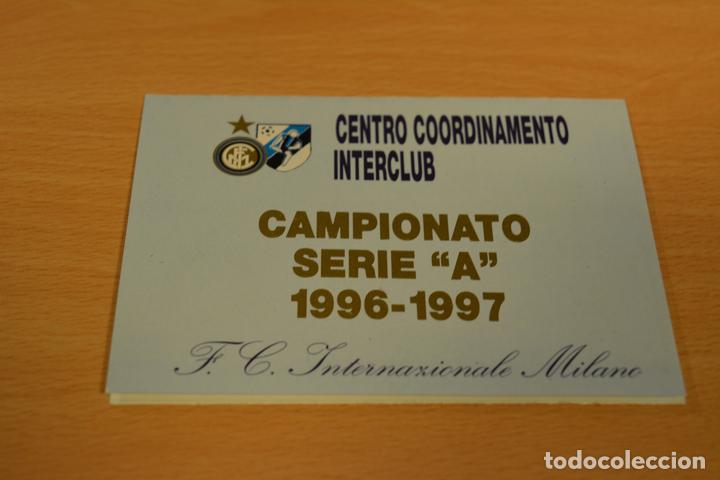 CENTRO COORDINAMENTO
INTERCLUB
CAMPIONATO
SERIE "A"
1996-1997
F. C. Internazionale Milano
todocoleccion